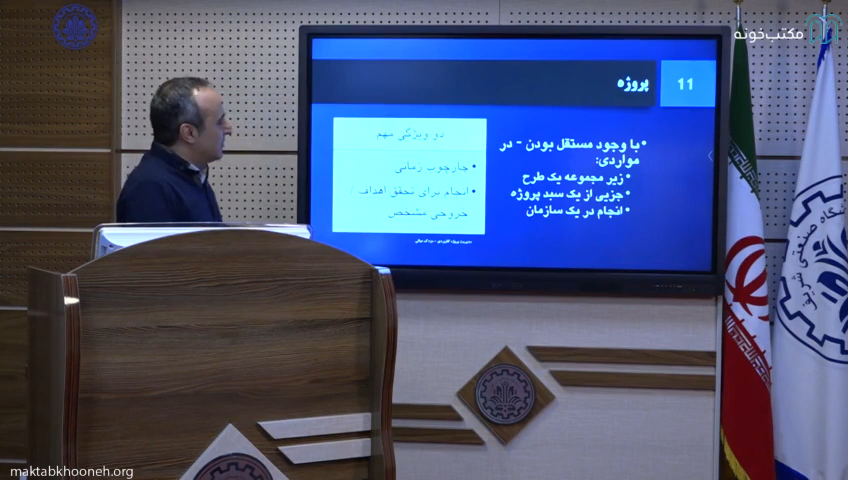 مکتب‌خونه
پروژه
11
با وجود مستقل بودن - در
مواردی:
زیر مجموعه یک طرح
جزیی از یک سبد پروژه
انجام در یک سازمان
دو ویژگی مهم
چارچوب زمانی
انجام برای تحقق اهداف
خروجی مشخص
maktabkhooneh.org